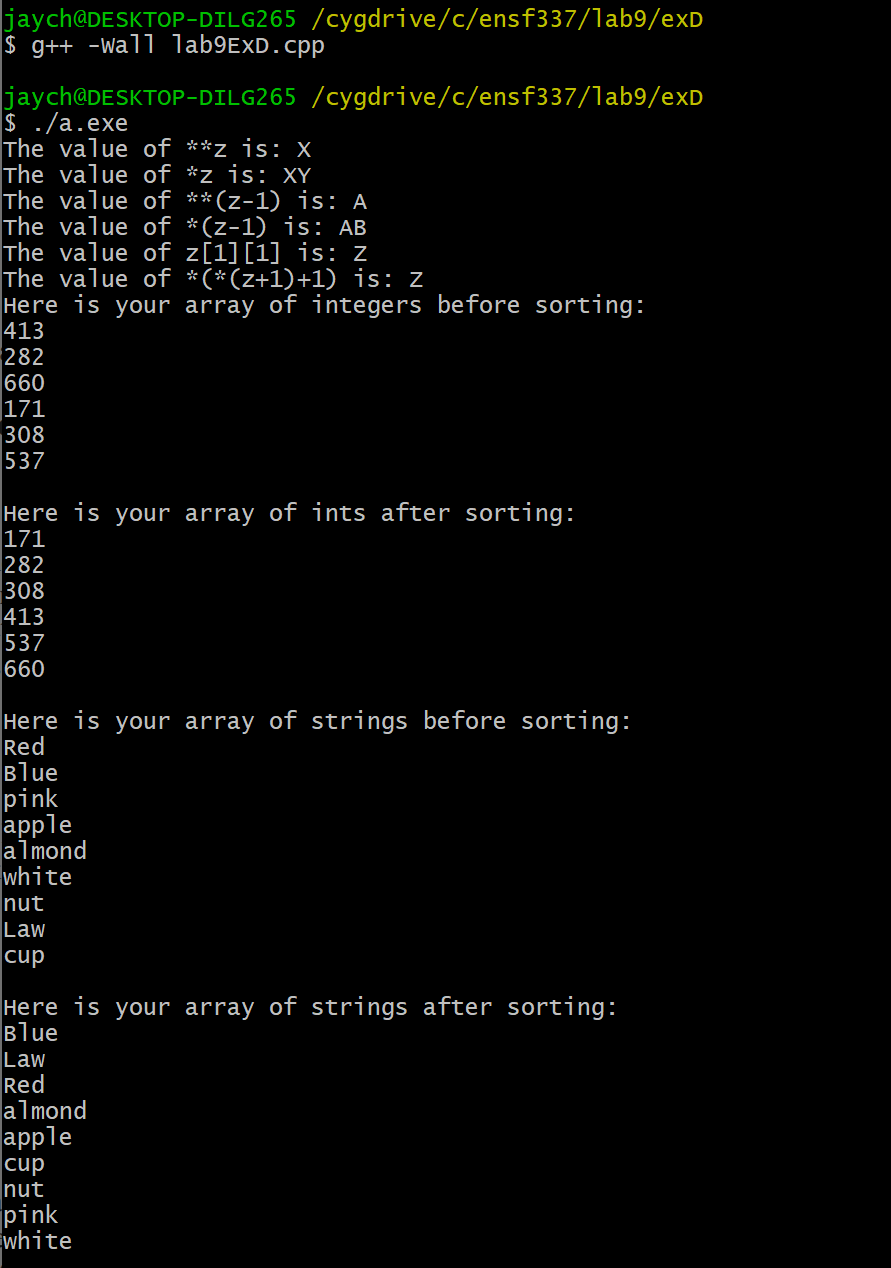 jaych@DESKTOP-DILG265 /cygdrive/c/ensf337/lab9/exD
$ g++ -Wall lab9ExD.cpp
jaych@DESKTOP-DILG265 /cygdrive/c/ensf337/lab9/exD
$ ./a.exe
The value of **z is: X
The value of *z is: XY
The value of **(z-1) is: A
The value of *(z-1) is: AB
The value of z[1][1] is: Z
The value of *(*(z+1)+1) is: Z
Here is your array of integers before sorting:
413
282
660
171
308
537
Here is your array of ints after sorting:
171
282
308
413
537
660
Here is your array of strings before sorting:
Red
Blue
pink
apple
almond
white
nut
Law
cup
Here is your array of strings after sorting:
Blue
Law
Red
almond
apple
cup
nut
pink
white